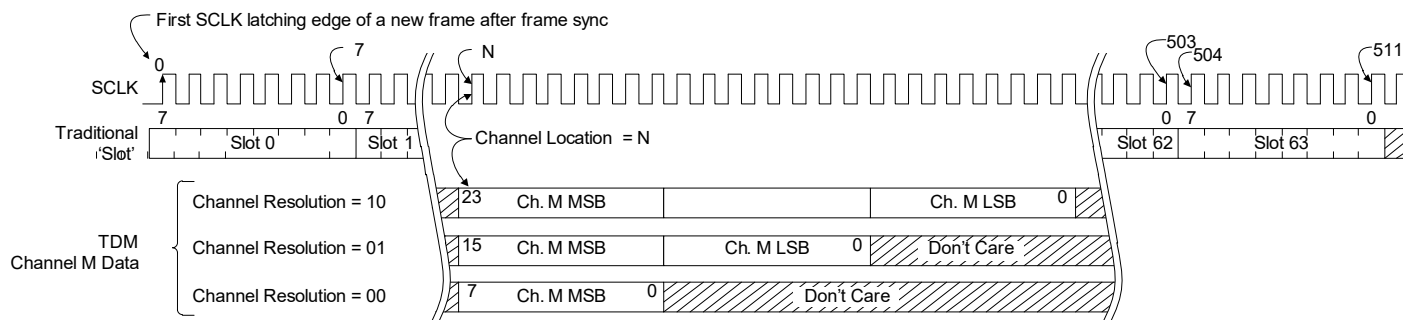 First SCLK latching edge of a new frame after frame sync
0 7 N 503 504 511
SCLK
7 0 7 0 7 0
Traditional 'Slot'
Slot 0 Slot 1 Slot 62 Slot 63
Channel Location = N
TDM
Channel M Data
Channel Resolution = 10 23 Ch. M MSB Ch. M LSB 0
Channel Resolution = 01 15 Ch. M MSB Ch. M LSB 0 Don't Care
Channel Resolution = 00 7 Ch. M MSB 0 Don't Care